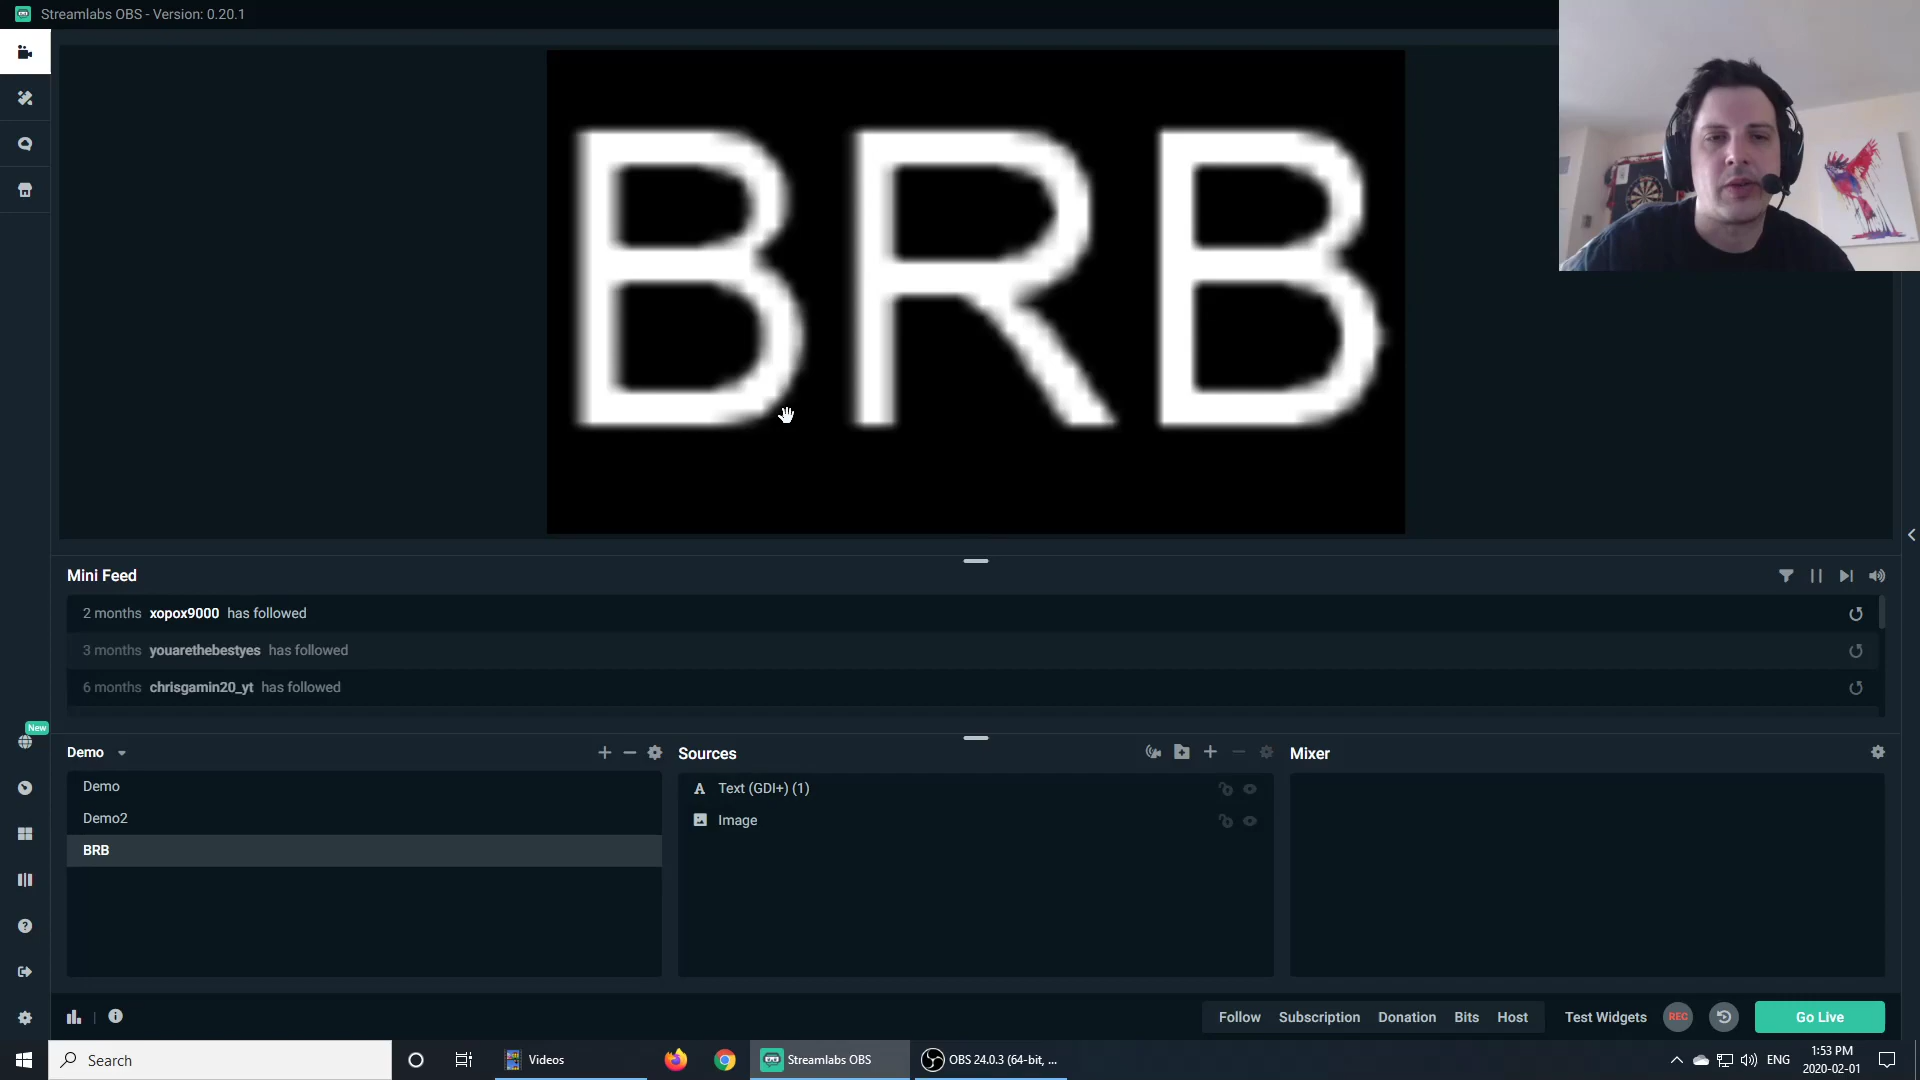 Streamlabs OBS - Version: 0.20.1
BRB
Mini Feed
2 months xopox9000 has followed
3 months youarethebestyes has followed
6 months chrisgamin20_yt has followed
New
Demo
Sources
Mixer
Demo
Demo2
BRB
A Text (GDI+) (1)
Image
Follow Subscription Donation Bits Host Test Widgets REC Go Live
Search
Videos
Streamlabs OBS
OBS 24.0.3 (64-bit, ...
ENG
1:53 PM
2020-02-01